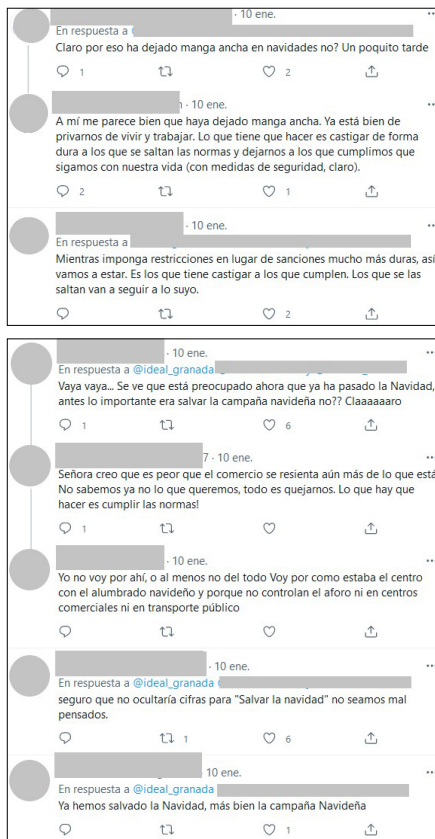 · 10 ene.
En respuesta a
Claro por eso ha dejado manga ancha en navidades no? Un poquito tarde
1 2
· 10 ene.
A mí me parece bien que haya dejado manga ancha. Ya está bien de
privarnos de vivir y trabajar. Lo que tiene que hacer es castigar de forma
dura a los que se saltan las normas y dejarnos a los que cumplimos que
sigamos con nuestra vida (con medidas de seguridad, claro).
2 1
· 10 ene.
En respuesta a
Mientras imponga restricciones en lugar de sanciones mucho más duras, así
vamos a estar. Es los que tiene castigar a los que cumplen. Los que se las
saltan van a seguir a lo suyo.
2
· 10 ene.
En respuesta a @ideal_granada
Vaya vaya... Se ve que está preocupado ahora que ya ha pasado la Navidad,
antes lo importante era salvar la campaña navideña no?? Claaaaaaro
1 6
7 · 10 ene.
Señora creo que es peor que el comercio se resienta aún más de lo que está
No sabemos ya no lo que queremos, todo es quejarnos. Lo que hay que
hacer es cumplir las normas!
1
· 10 ene.
Yo no voy por ahí, o al menos no del todo Voy por como estaba el centro
con el alumbrado navideño y porque no controlan el aforo ni en centros
comerciales ni en transporte público
· 10 ene.
En respuesta a @ideal_granada
seguro que no ocultaría cifras para "Salvar la navidad" no seamos mal
pensados.
1 6
10 ene.
En respuesta a @ideal_granada
Ya hemos salvado la Navidad, más bien la campaña Navideña
1